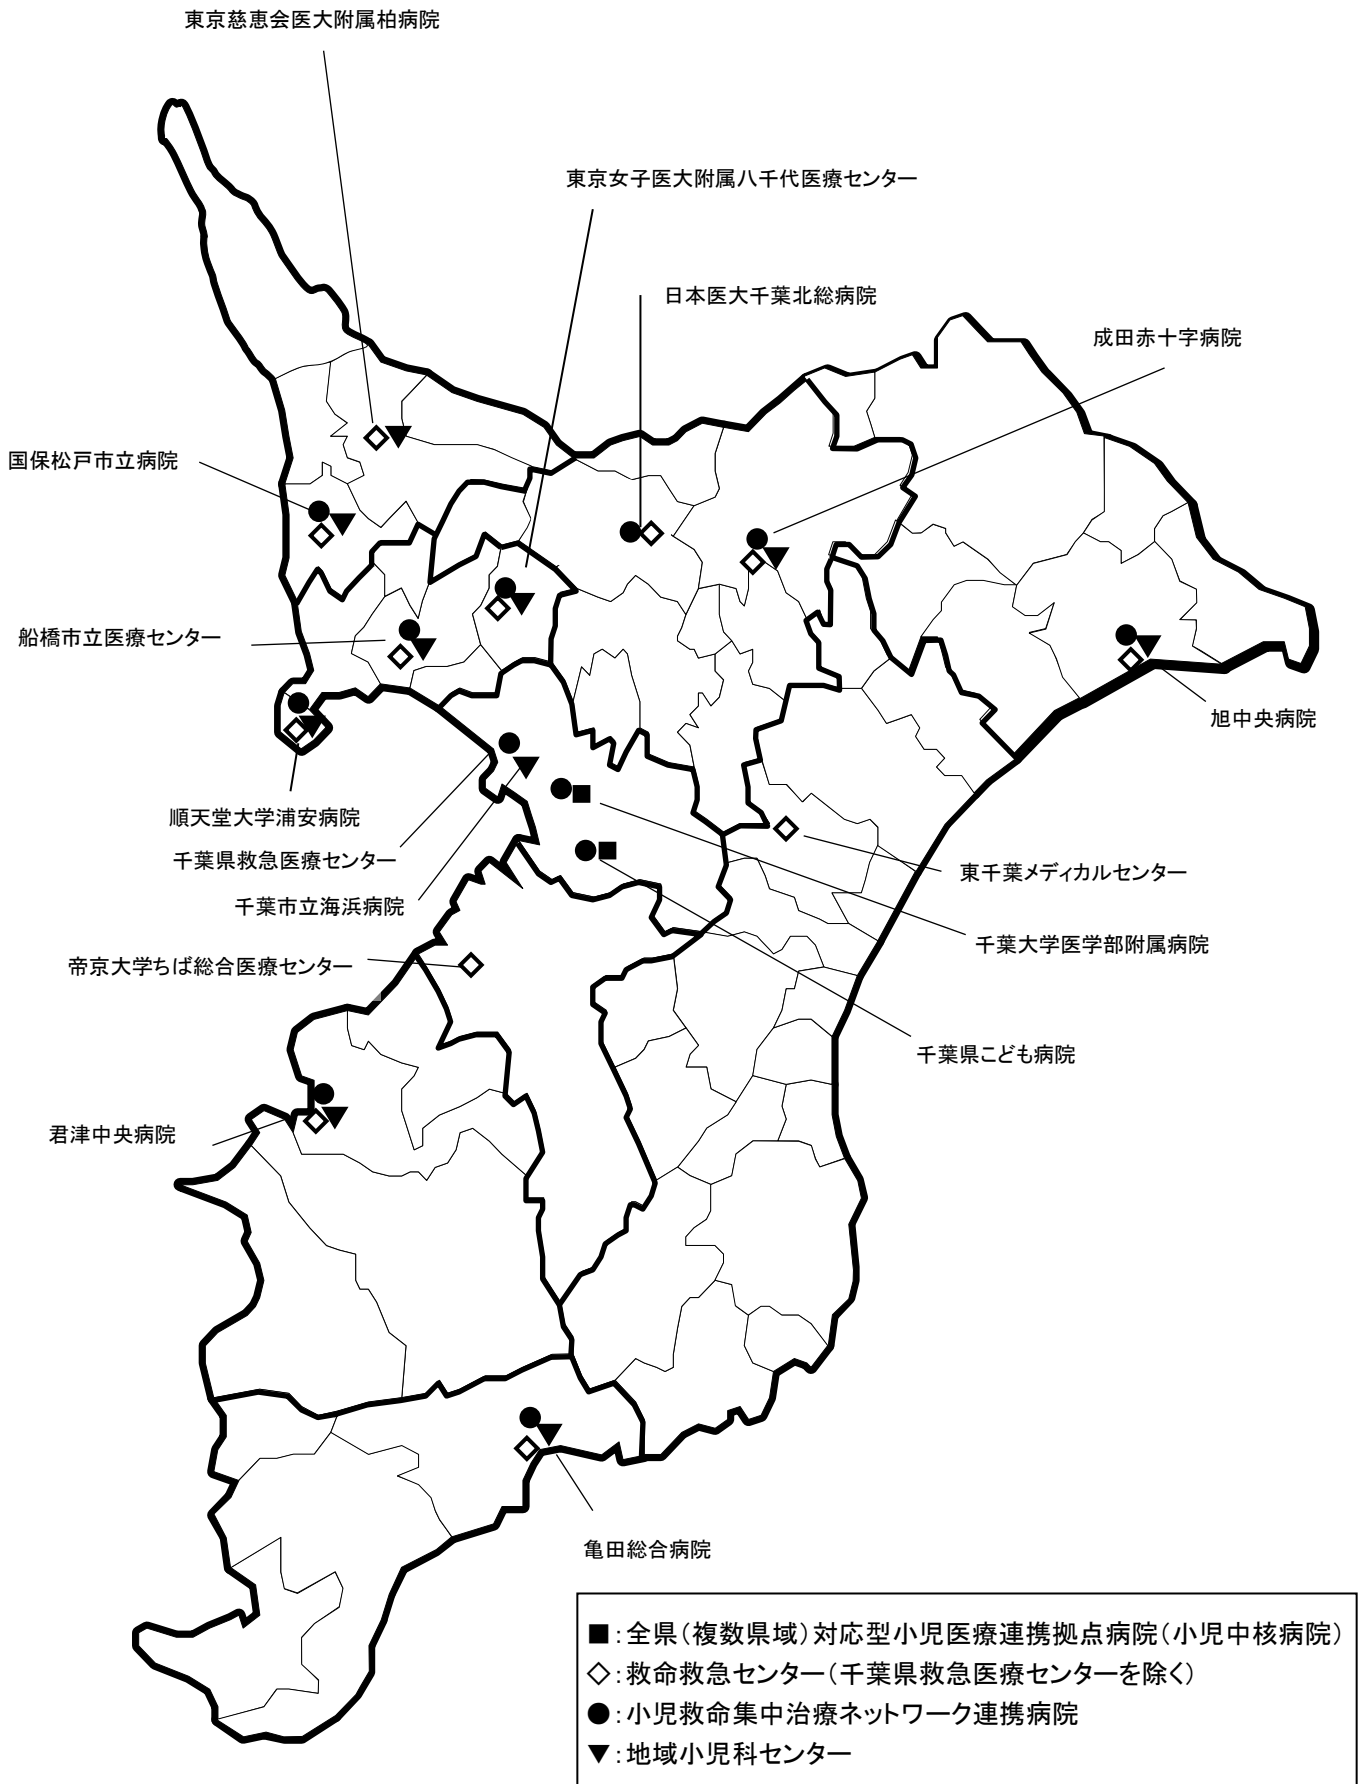 東京慈恵会医大附属柏病院
東京女子医大附属八千代医療センター
日本医大千葉北総病院
成田赤十字病院
国保松戸市立病院
船橋市立医療センター
旭中央病院
順天堂大学浦安病院
千葉県救急医療センター
東千葉メディカルセンター
千葉市立海浜病院
千葉大学医学部附属病院
帝京大学ちば総合医療センター
千葉県こども病院
君津中央病院
亀田総合病院
■:全県(複数県域)対応型小児医療連携拠点病院(小児中核病院)
◇:救命救急センター(千葉県救急医療センターを除く)
●:小児救命集中治療ネットワーク連携病院
▼:地域小児科センター